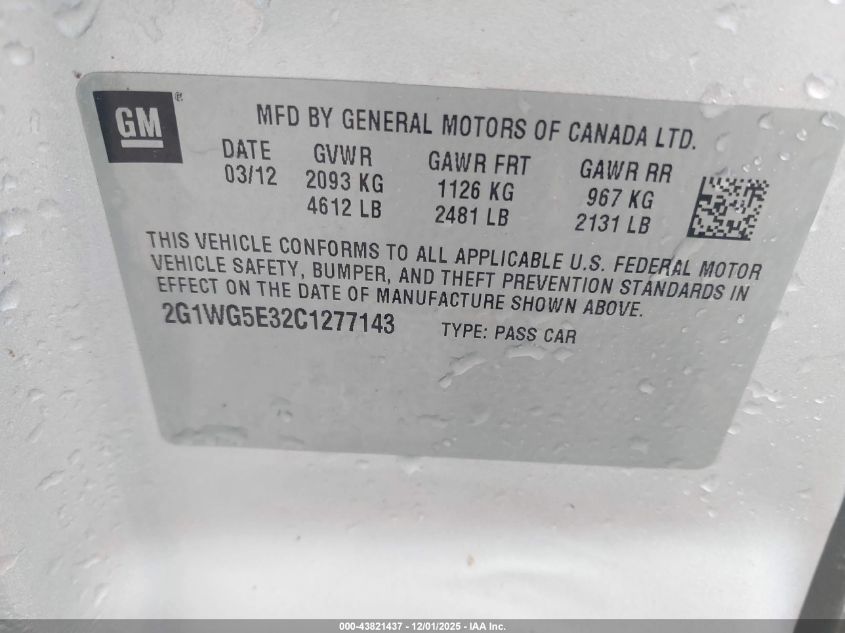 GM®
MFD BY GENERAL MOTORS OF CANADA LTD.
DATE GVWR GAWR FRT GAWR RR
03/12 2093 KG 1126 KG 967 KG
4612 LB 2481 LB 2131 LB
THIS VEHICLE CONFORMS TO ALL APPLICABLE U.S. FEDERAL MOTOR
VEHICLE SAFETY, BUMPER, AND THEFT PREVENTION STANDARDS IN
EFFECT ON THE DATE OF MANUFACTURE SHOWN ABOVE.
2G1WG5E32C1277143 TYPE: PASS CAR
000-43821437 - 12/01/2025 - IAA Inc.